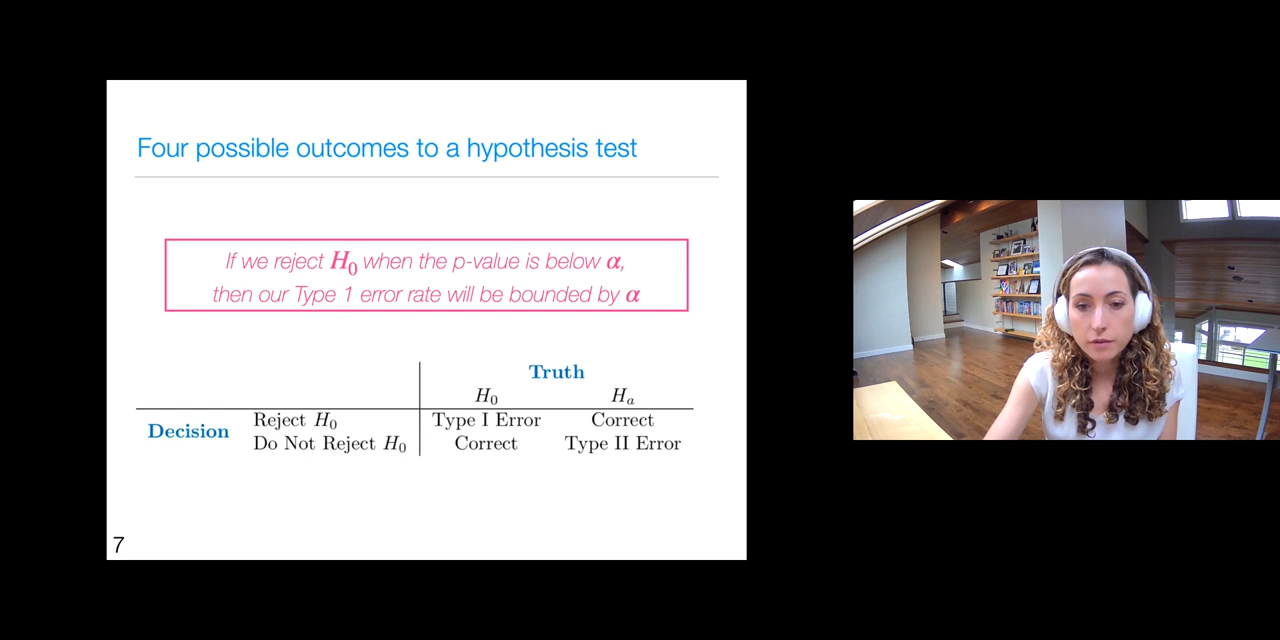 Four possible outcomes to a hypothesis test
If we reject H₀ when the p-value is below α,
then our Type 1 error rate will be bounded by α
Truth
H₀ Hₐ
Decision
Reject H₀ Type I Error Correct
Do Not Reject H₀ Correct Type II Error
7